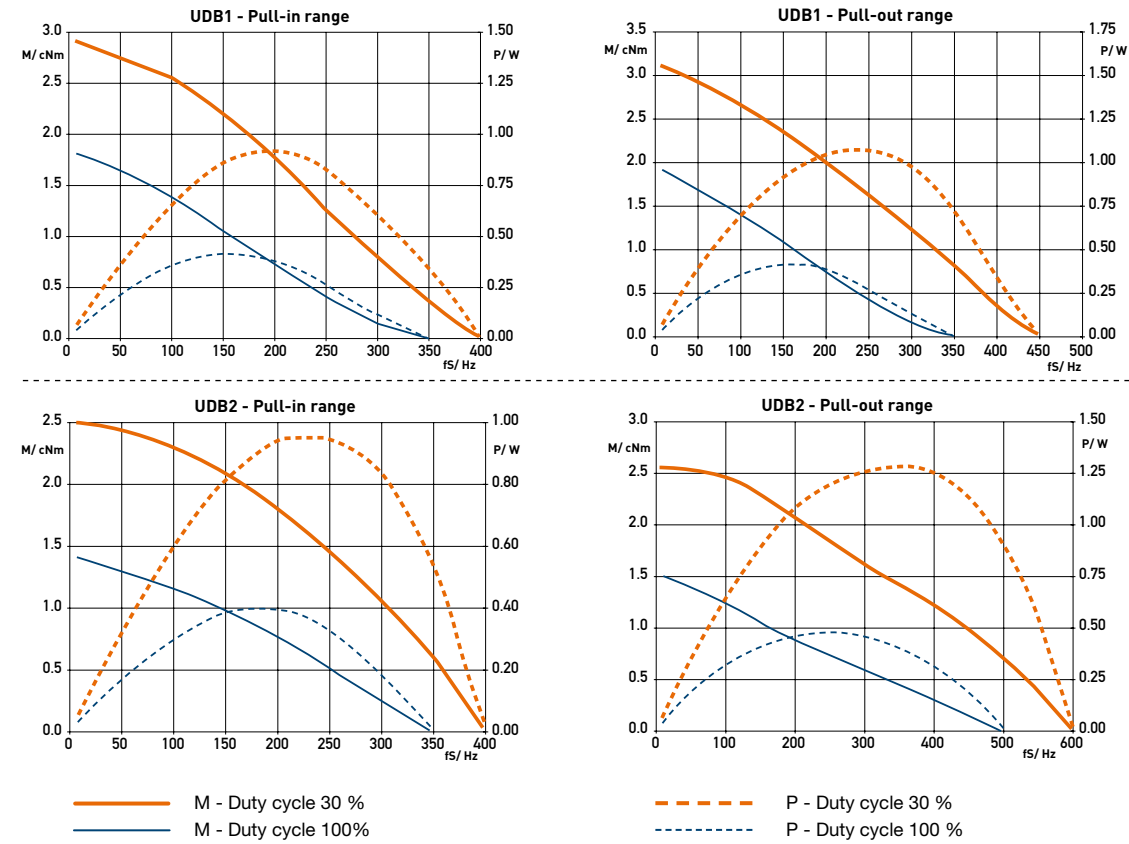 UDB1 - Pull-in range
M/ cNm
P/ W
3.0
2.5
2.0
1.5
1.0
0.5
0.0
1.50
1.25
1.00
0.75
0.50
0.25
0.00
0 50 100 150 200 250 300 350 400
fS/ Hz
UDB1 - Pull-out range
M/ cNm
P/ W
3.5
3.0
2.5
2.0
1.5
1.0
0.5
0.0
1.75
1.50
1.25
1.00
0.75
0.50
0.25
0.00
0 50 100 150 200 250 300 350 400 450 500
fS/ Hz
UDB2 - Pull-in range
M/ cNm
P/ W
2.5
2.0
1.5
1.0
0.5
0.0
1.00
0.80
0.60
0.40
0.20
0.00
0 50 100 150 200 250 300 350 400
fS/ Hz
UDB2 - Pull-out range
M/ cNm
P/ W
3.0
2.5
2.0
1.5
1.0
0.5
0.0
1.50
1.25
1.00
0.75
0.50
0.25
0.00
0 100 200 300 400 500 600
fS/ Hz
M - Duty cycle 30 %
M - Duty cycle 100%
P - Duty cycle 30 %
P - Duty cycle 100 %